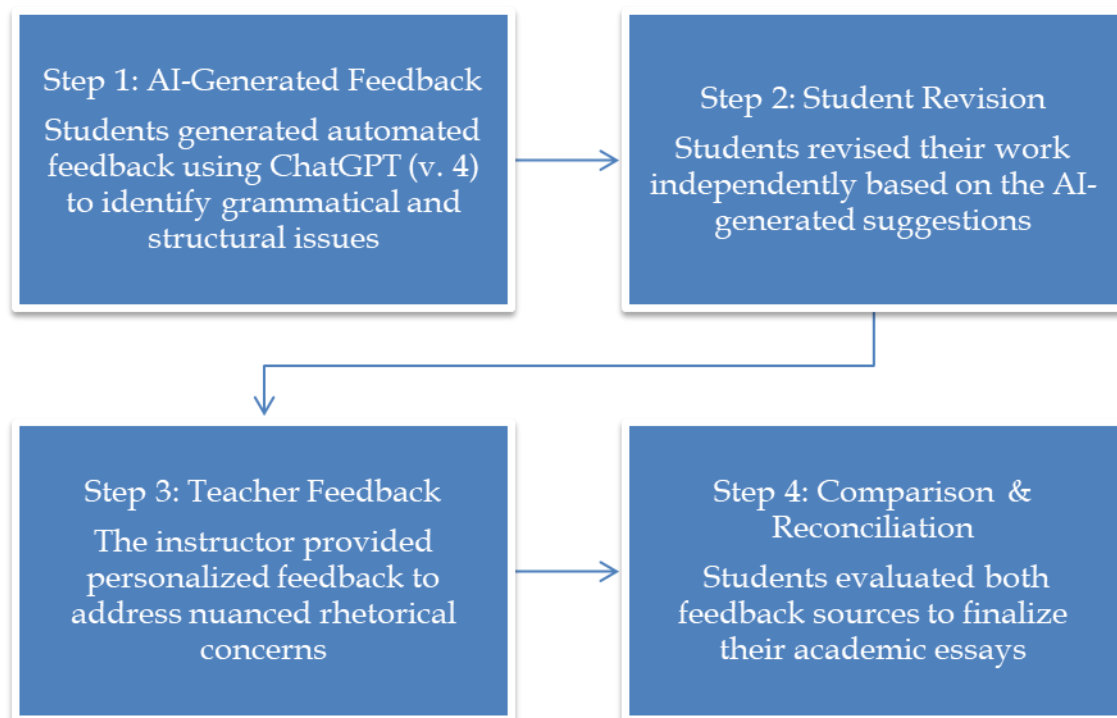 Step 1: AI-Generated Feedback
Students generated automated
feedback using ChatGPT (v. 4)
to identify grammatical and
structural issues
Step 2: Student Revision
Students revised their work
independently based on the AI-
generated suggestions
Step 3: Teacher Feedback
The instructor provided
personalized feedback to
address nuanced rhetorical
concerns
Step 4: Comparison &
Reconciliation
Students evaluated both
feedback sources to finalize
their academic essays